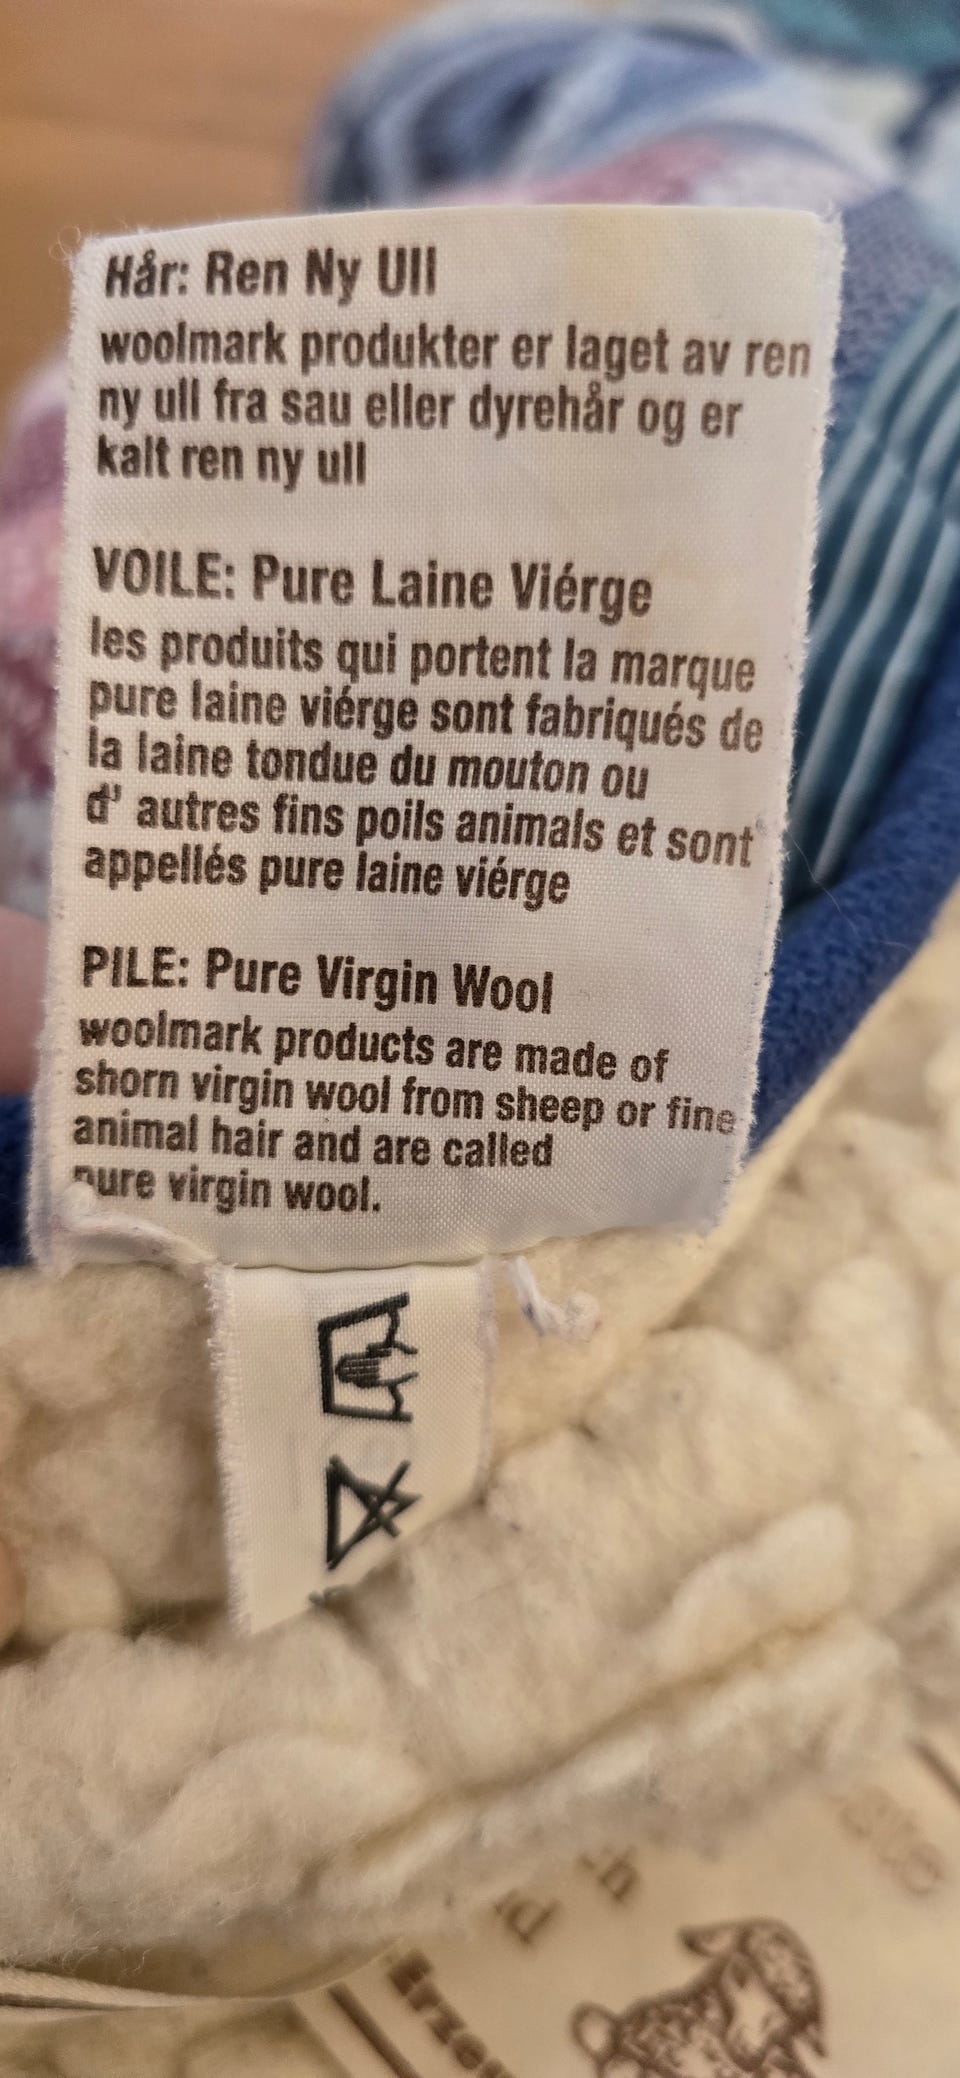 Hår: Ren Ny Ull
woolmark produkter er laget av ren
ny ull fra sau eller dyrehår og er
kalt ren ny ull
VOILE: Pure Laine Viérge
les produits qui portent la marque
pure laine viérge sont fabriqués de
la laine tondue du mouton ou
d' autres fins poils animals et sont
appellés pure laine viérge
PILE: Pure Virgin Wool
woolmark products are made of
shorn virgin wool from sheep or fine
animal hair and are called
pure virgin wool.